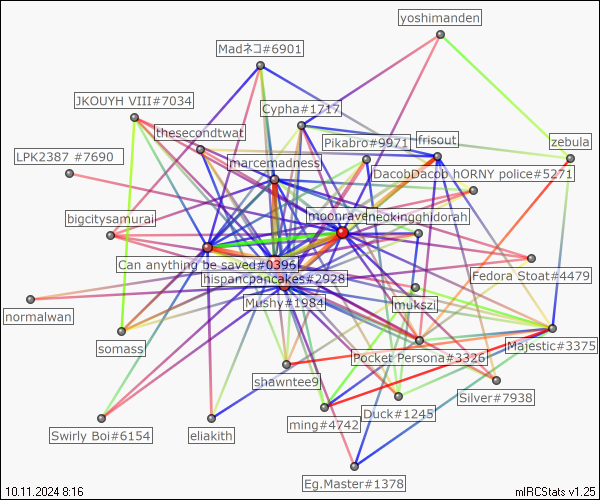 yoshimanden
Madネコ#6901
JKOUYH VIII#7034
Cypha#1717
thesecondtwat
Pikabro#9971
frisout
zebula
LPK2387 #7690
marcemadness
DacobDacob
hORNY police#5271
bigcitysamurai
moonraven
neckingghidorah
Can anything be saved#0396
Fedora Stoat#4479
hispanicpancakes#2928
normalwan
Mushy#1984
mukszi
somass
Pocket Persona#3326
Majestic#3375
shawntee9
Silver#7938
ming#4742
Duck#1245
Swirly Boi#6154
eliakith
Eg.Master#1378
10.11.2024 8:16
mIRCStats v1.25